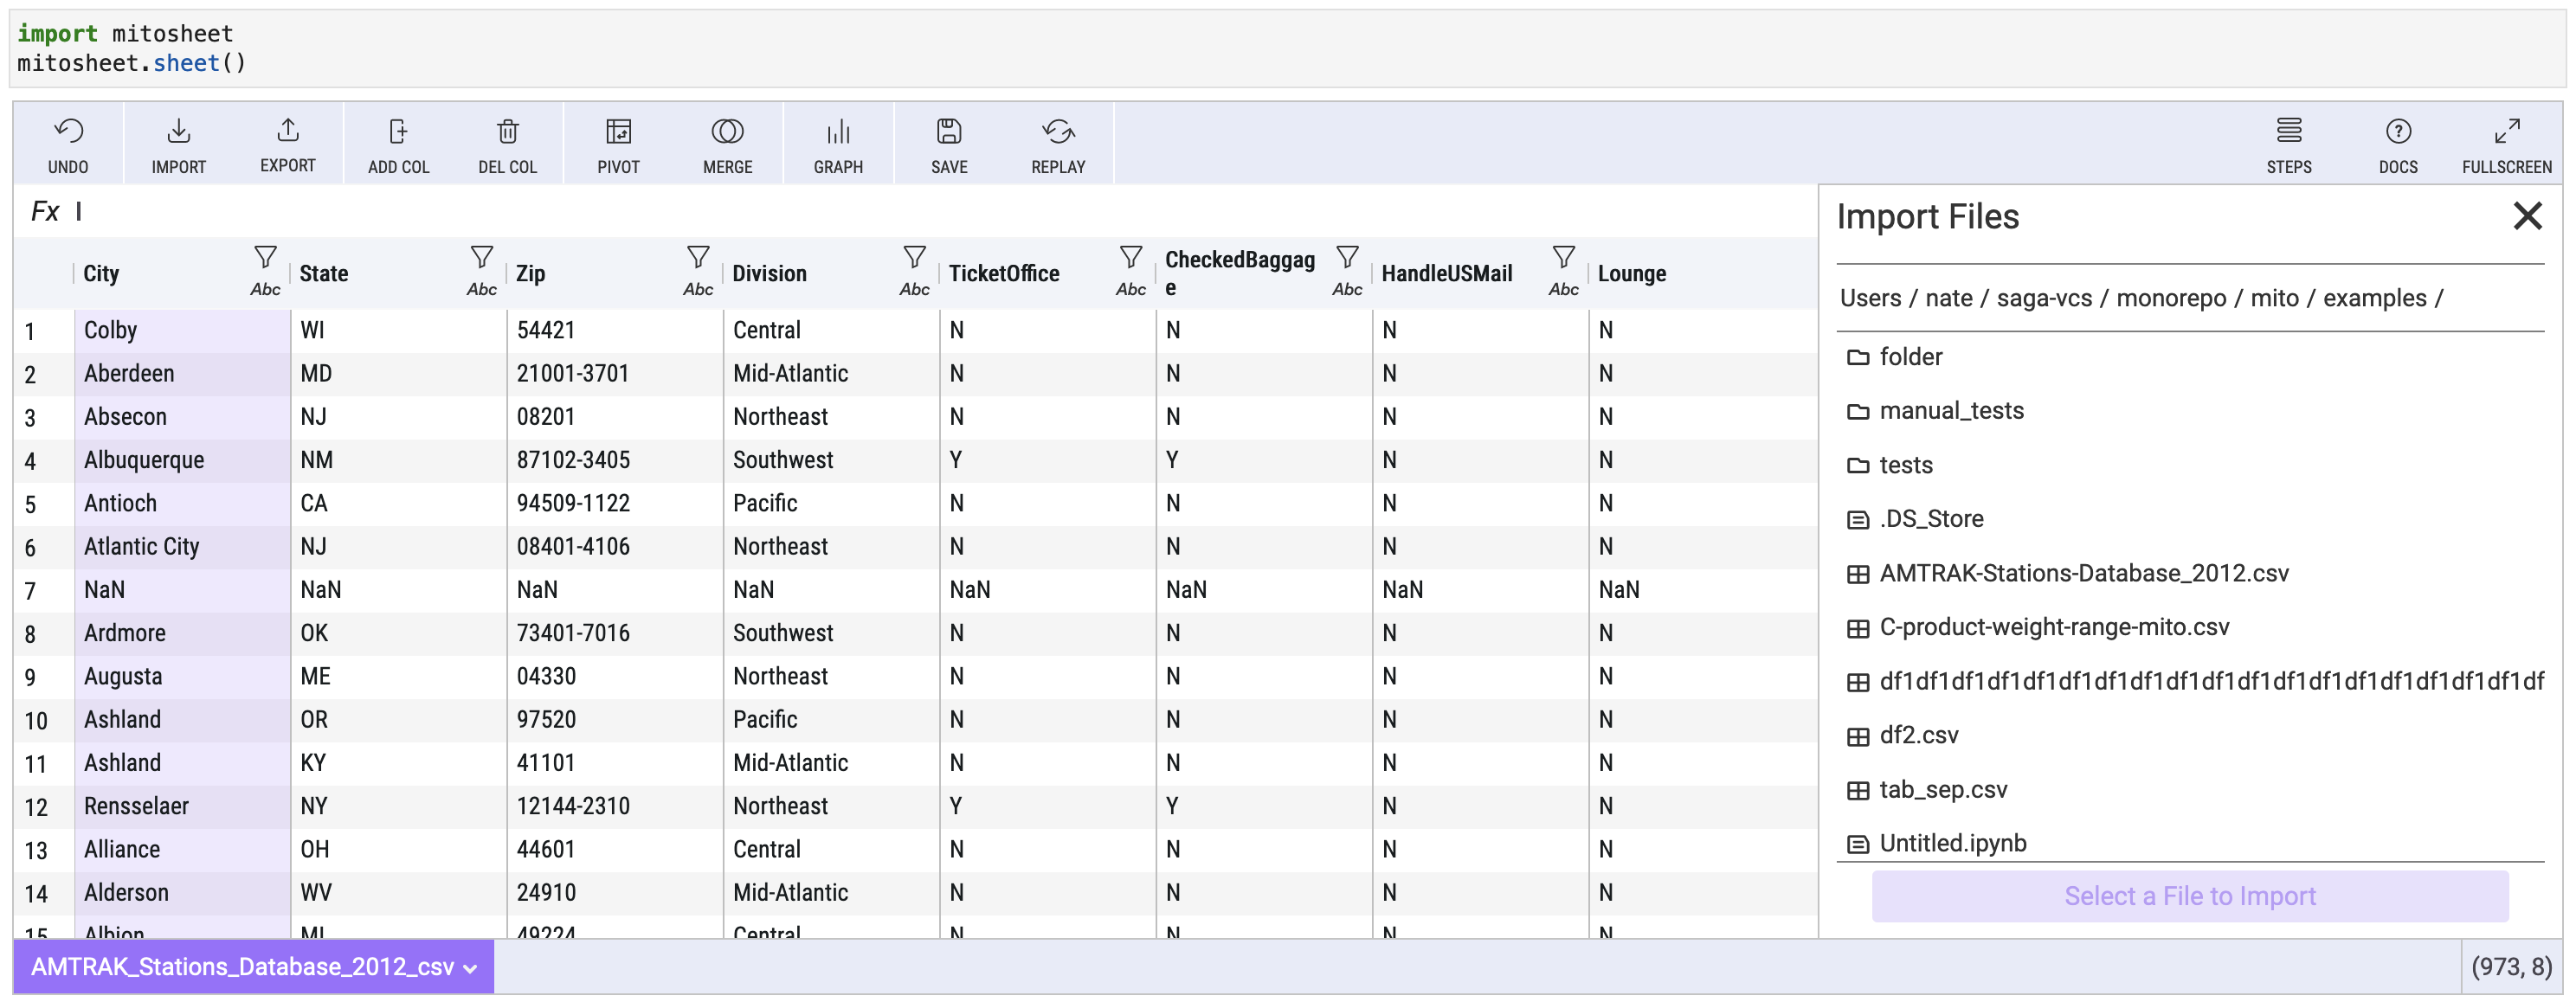 import mitosheet
mitosheet.sheet()
UNDO IMPORT EXPORT ADD COL DEL COL PIVOT MERGE GRAPH SAVE REPLAY STEPS DOCS FULLSCREEN
Fx
City Abc State Abc Zip Abc Division Abc TicketOffice Abc CheckedBaggage Abc HandleUSMail Abc Lounge
1 Colby WI 54421 Central N N N N
2 Aberdeen MD 21001-3701 Mid-Atlantic N N N N
3 Absecon NJ 08201 Northeast N N N N
4 Albuquerque NM 87102-3405 Southwest Y Y N N
5 Antioch CA 94509-1122 Pacific N N N N
6 Atlantic City NJ 08401-4106 Northeast N N N N
7 NaN NaN NaN NaN NaN NaN NaN NaN
8 Ardmore OK 73401-7016 Southwest N N N N
9 Augusta ME 04330 Northeast N N N N
10 Ashland OR 97520 Pacific N N N N
11 Ashland KY 41101 Mid-Atlantic N N N N
12 Rensselaer NY 12144-2310 Northeast Y Y N N
13 Alliance OH 44601 Central N N N N
14 Alderson WV 24910 Mid-Atlantic N N N N
15 Albion MI 49224 Central N N N N
Import Files
Users / nate / saga-vcs / monorepo / mito / examples /
folder
manual_tests
tests
.DS_Store
AMTRAK-Stations-Database_2012.csv
C-product-weight-range-mito.csv
df1df1df1df1df1df1df1df1df1df1df1df1df1df1df1df1df1df1df
df2.csv
tab_sep.csv
Untitled.ipynb
Select a File to Import
AMTRAK_Stations_Database_2012_csv
(973, 8)